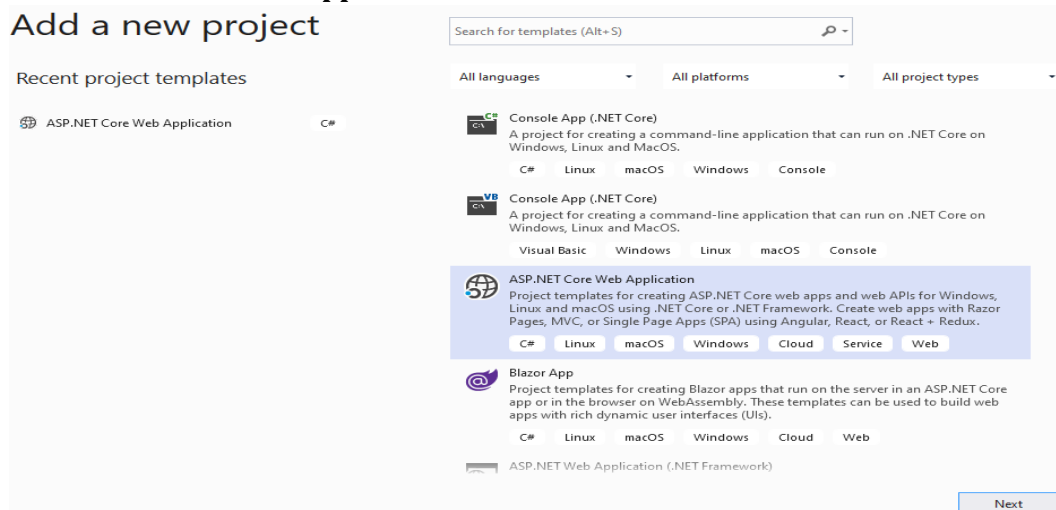 Add a new project
Search for templates (Alt+S)
Recent project templates
All languages
All platforms
All project types
ASP.NET Core Web Application
C#
C#
C:\
Console App (.NET Core)
A project for creating a command-line application that can run on .NET Core on
Windows, Linux and MacOS.
C# Linux macOS Windows Console
VB
C:\
Console App (.NET Core)
A project for creating a command-line application that can run on .NET Core on
Windows, Linux and MacOS.
Visual Basic Windows Linux macOS Console
ASP.NET Core Web Application
Project templates for creating ASP.NET Core web apps and web APIs for Windows,
Linux and macOS using .NET Core or .NET Framework. Create web apps with Razor
Pages, MVC, or Single Page Apps (SPA) using Angular, React, or React + Redux.
C# Linux macOS Windows Cloud Service Web
Blazor App
Project templates for creating Blazor apps that run on the server in an ASP.NET Core
app or in the browser on WebAssembly. These templates can be used to build web
apps with rich dynamic user interfaces (UIs).
C# Linux macOS Windows Cloud Web
ASP.NET Web Application (.NET Framework)
Next